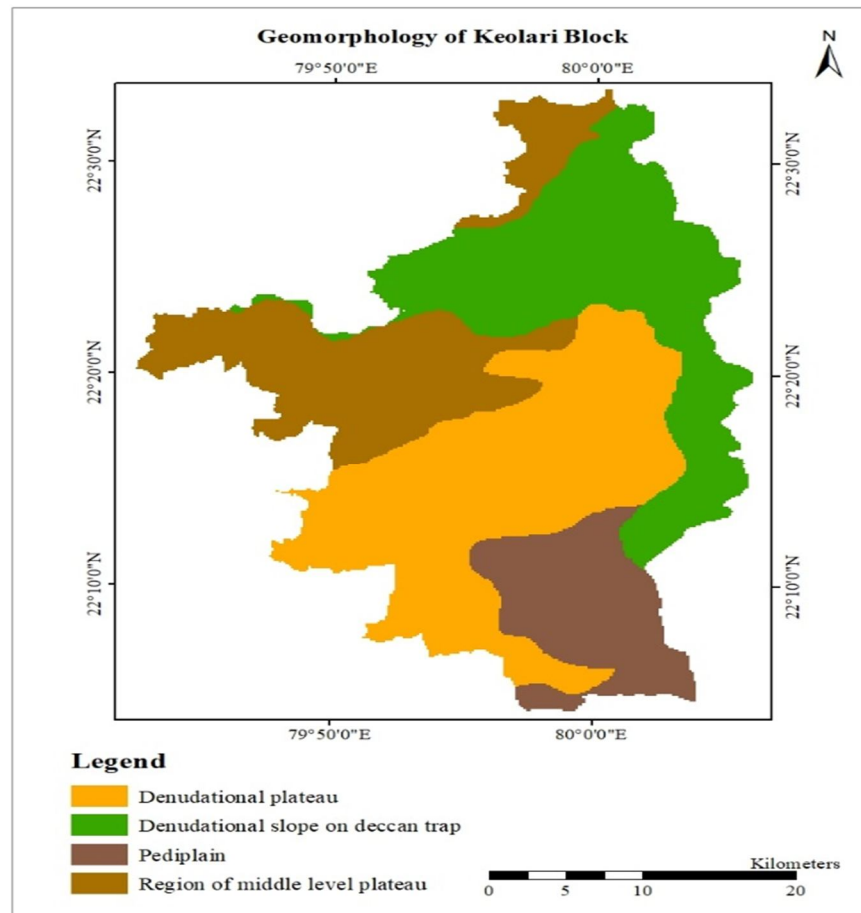 Geomorphology of Keolari Block
N
79°50'0"E 80°0'0"E
22°30'0"N 22°30'0"N
22°20'0"N 22°20'0"N
22°10'0"N 22°10'0"N
79°50'0"E 80°0'0"E
Legend
Denudational plateau
Denudational slope on deccan trap
Pediplain
Region of middle level plateau
Kilometers
0 5 10 20